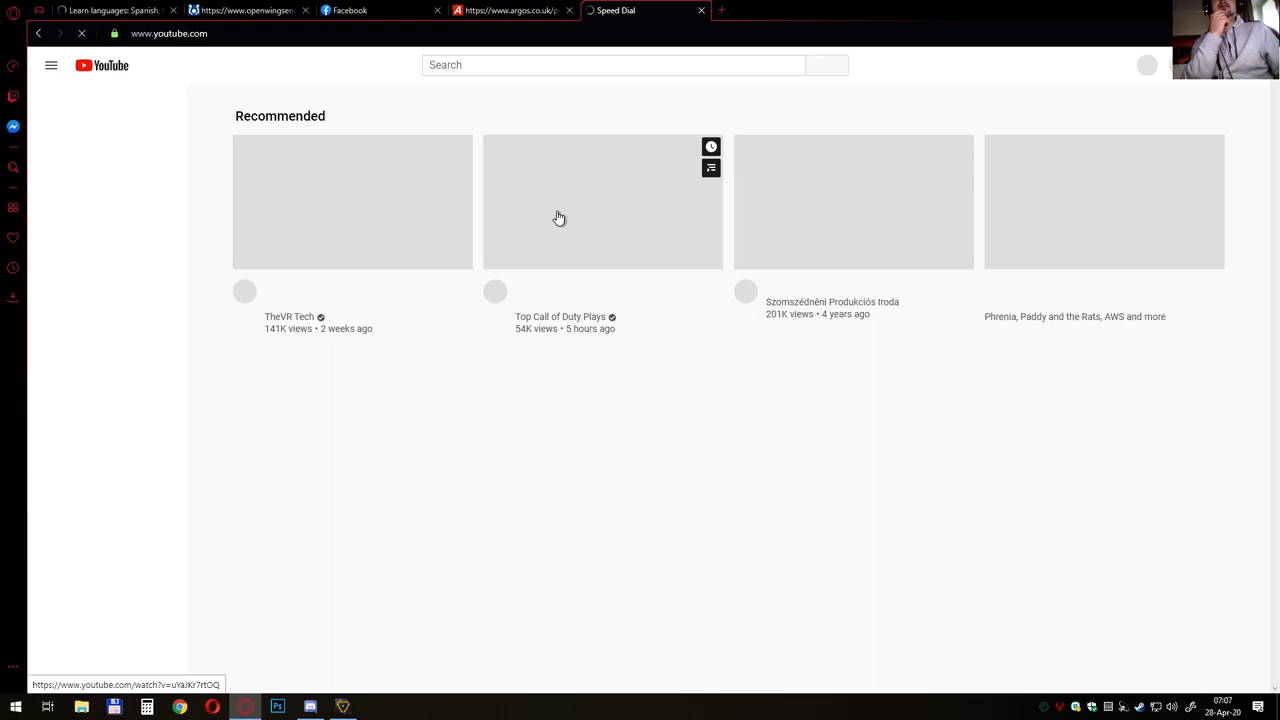 Learn languages: Spanish,
https://www.openwingsen
Facebook
https://www.argos.co.uk/p
Speed Dial
www.youtube.com
YouTube
Search
Recommended
TheVR Tech
141K views • 2 weeks ago
Top Call of Duty Plays
54K views • 5 hours ago
Szomszédnéni Produkciós Iroda
201K views • 4 years ago
Phrenia, Paddy and the Rats, AWS and more
https://www.youtube.com/watch?v=uYaJKr7rtOQ
Ps
07:07
28-Apr-20